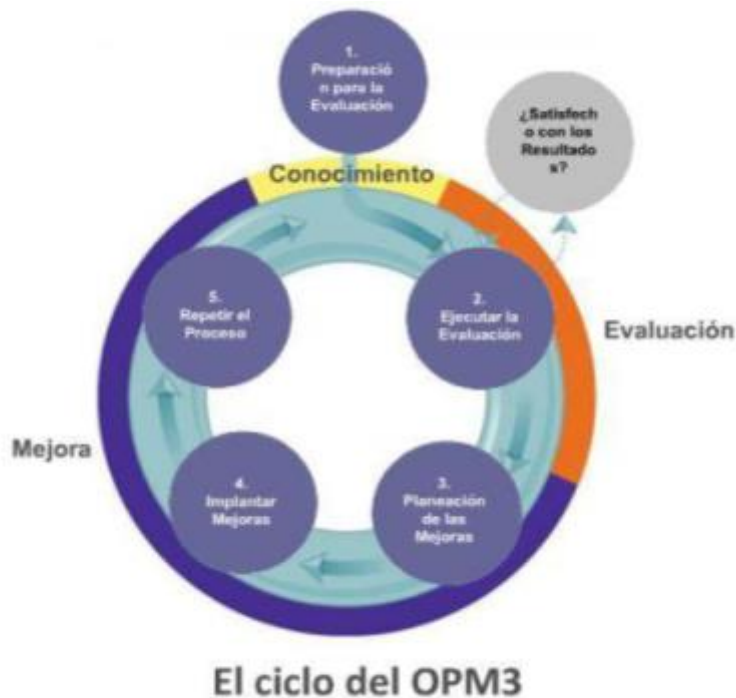 1.
Preparació
n para la
Evaluación
¿Satisfech
o con los
Resultado
s?
Conocimiento
5.
Repetir el
Proceso
2.
Ejecutar la
Evaluación
Evaluación
Mejora
4.
Implantar
Mejoras
3.
Planeación
de las
Mejoras
El ciclo del OPM3